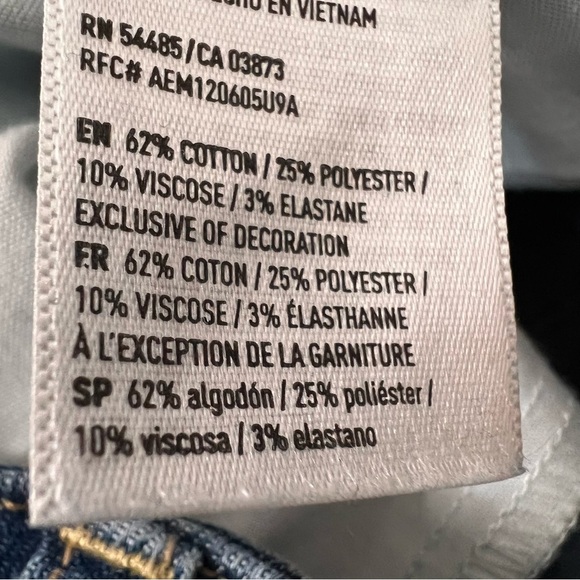 EN VIETNAM
RN 54485/CA 03873
RFC# AEM120605U9A
EN 62% COTTON / 25% POLYESTER /
10% VISCOSE / 3% ELASTANE
EXCLUSIVE OF DECORATION
FR 62% COTON / 25% POLYESTER /
10% VISCOSE / 3% ÉLASTHANNE
À L'EXCEPTION DE LA GARNITURE
SP 62% algodón / 25% poliéster /
10% viscosa / 3% elastano